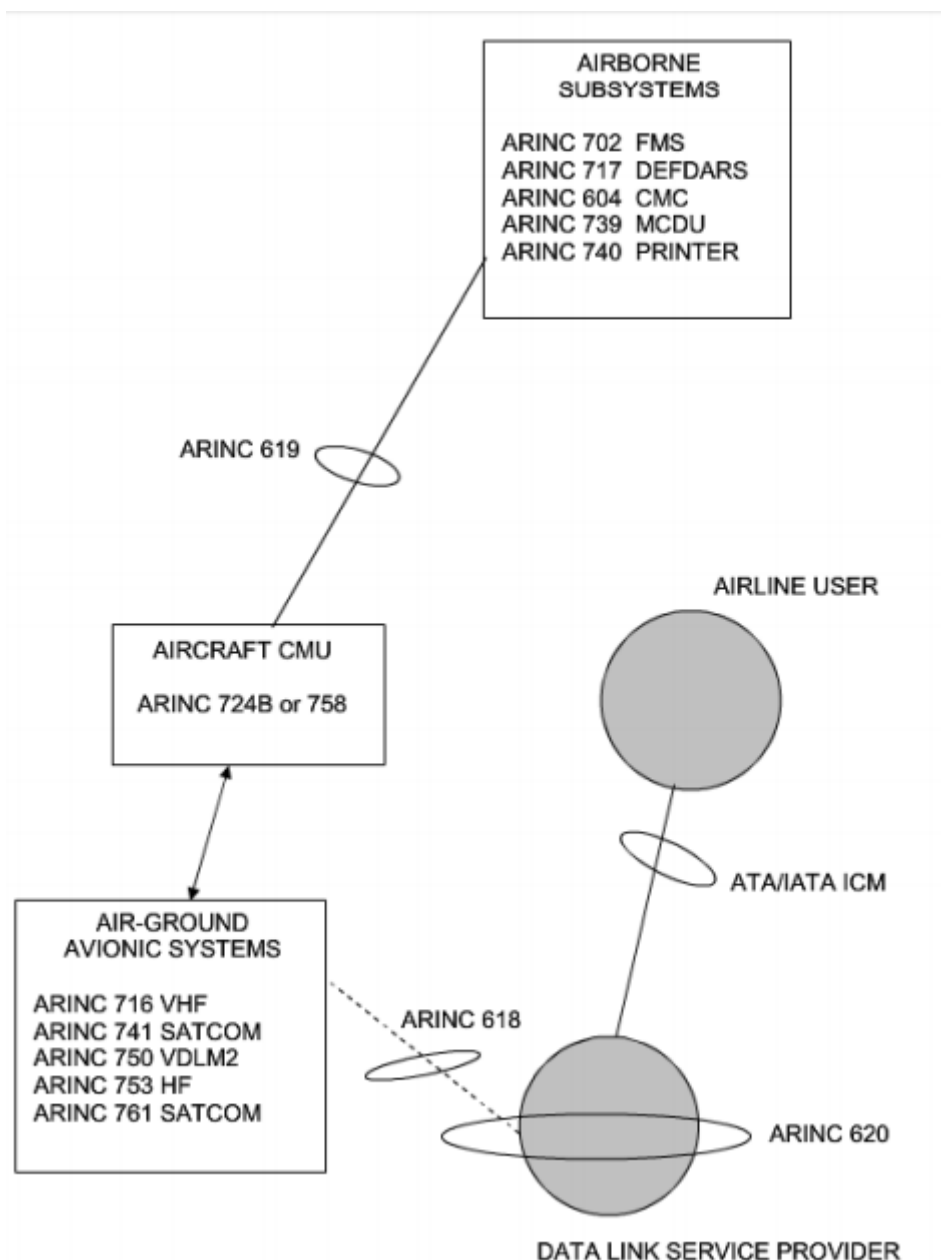 AIRBORNE
SUBSYSTEMS
ARINC 702 FMS
ARINC 717 DEFDARS
ARINC 604 CMC
ARINC 739 MCDU
ARINC 740 PRINTER
ARINC 619
AIRLINE USER
AIRCRAFT CMU
ARINC 724B or 758
ATA/IATA ICM
AIR-GROUND
AVIONIC SYSTEMS
ARINC 716 VHF
ARINC 741 SATCOM
ARINC 750 VDLM2
ARINC 753 HF
ARINC 761 SATCOM
ARINC 618
ARINC 620
DATA LINK SERVICE PROVIDER